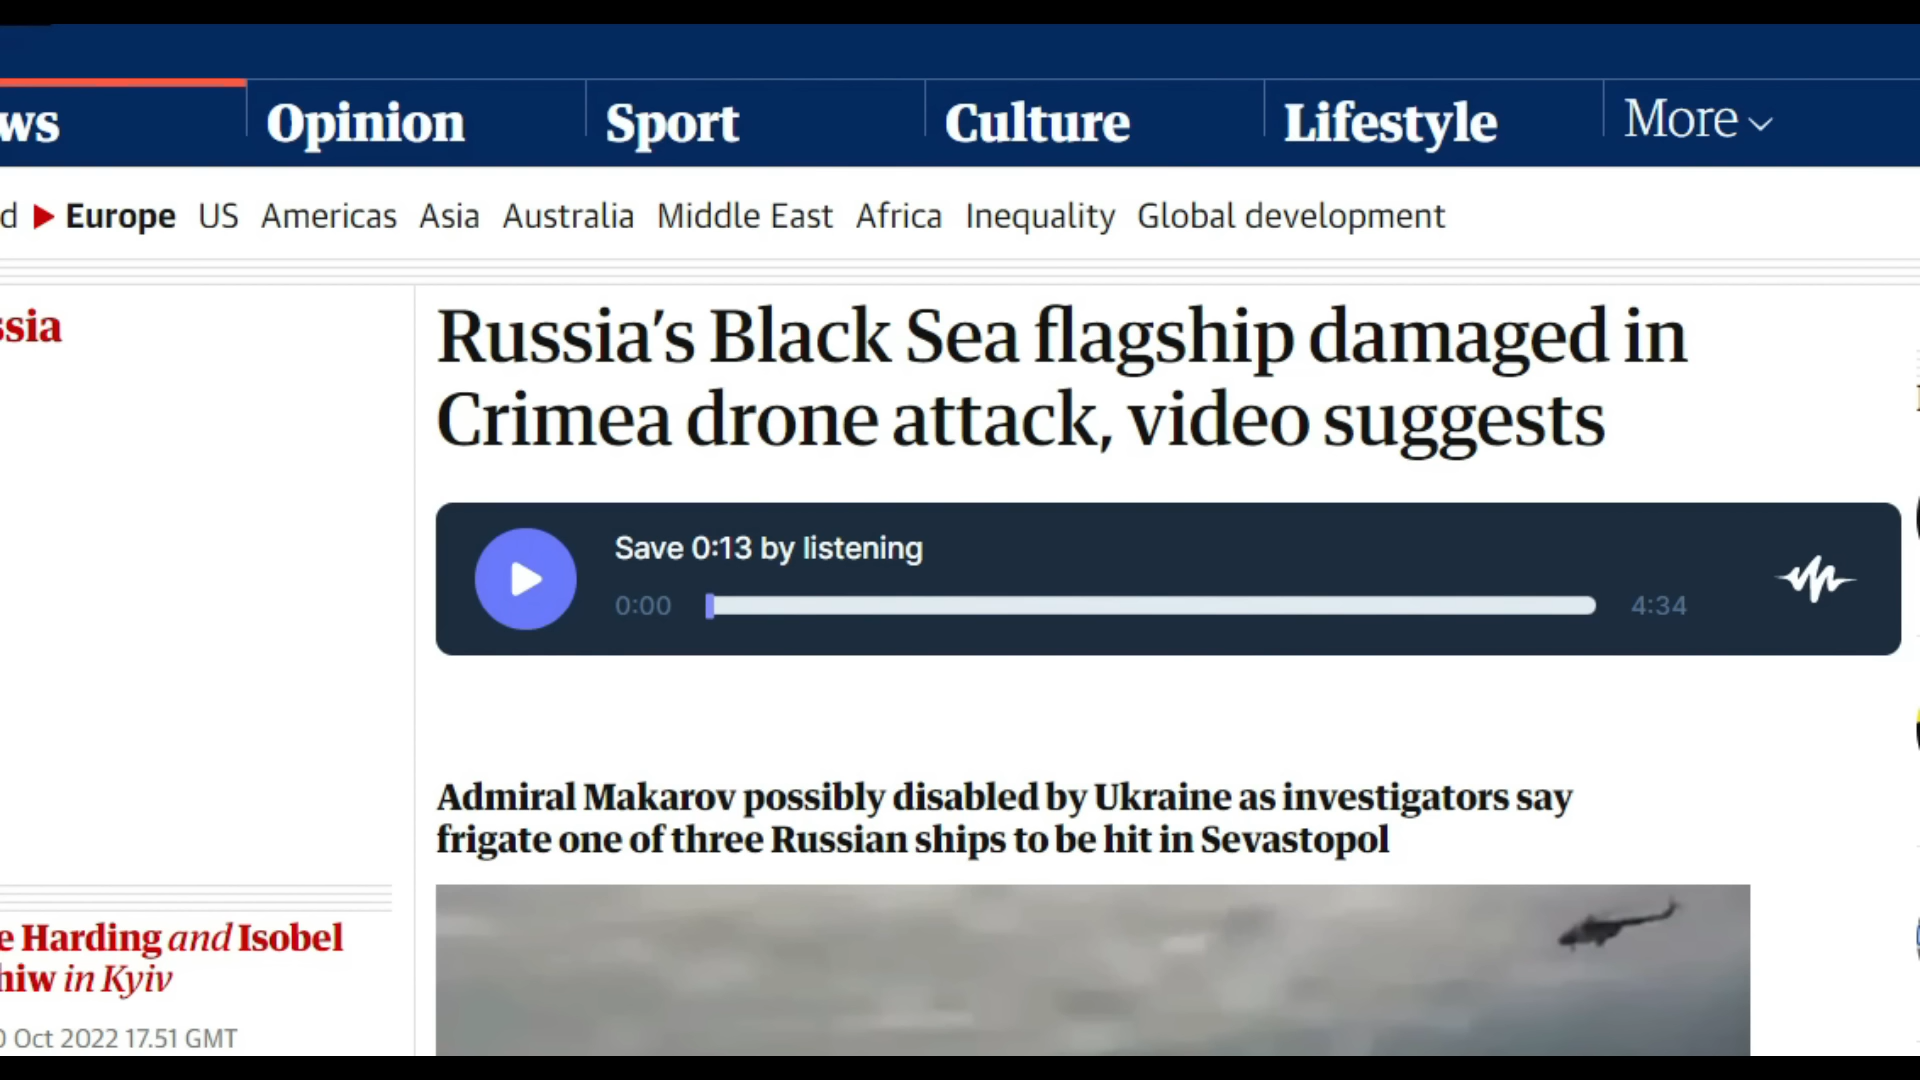 ws
Opinion
Sport
Culture
Lifestyle
More
d
Europe
US
Americas
Asia
Australia
Middle East
Africa
Inequality
Global development
ssia
Russia’s Black Sea flagship damaged in
Crimea drone attack, video suggests
Save 0:13 by listening
0:00
4:34
Admiral Makarov possibly disabled by Ukraine as investigators say
frigate one of three Russian ships to be hit in Sevastopol
e Harding and Isobel
hiw in Kyiv
0 Oct 2022 17.51 GMT